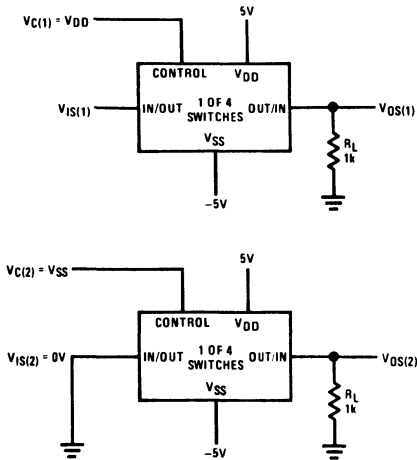 VC(1) = VDD
5V
CONTROL VDD
VIS(1) IN/OUT 1 OF 4 OUT/IN VOS(1)
SWITCHES
VSS
RL
1k
-5V
VC(2) = VSS
5V
CONTROL VDD
VIS(2) = 0V IN/OUT 1 OF 4 OUT/IN VOS(2)
SWITCHES
VSS
RL
1k
-5V